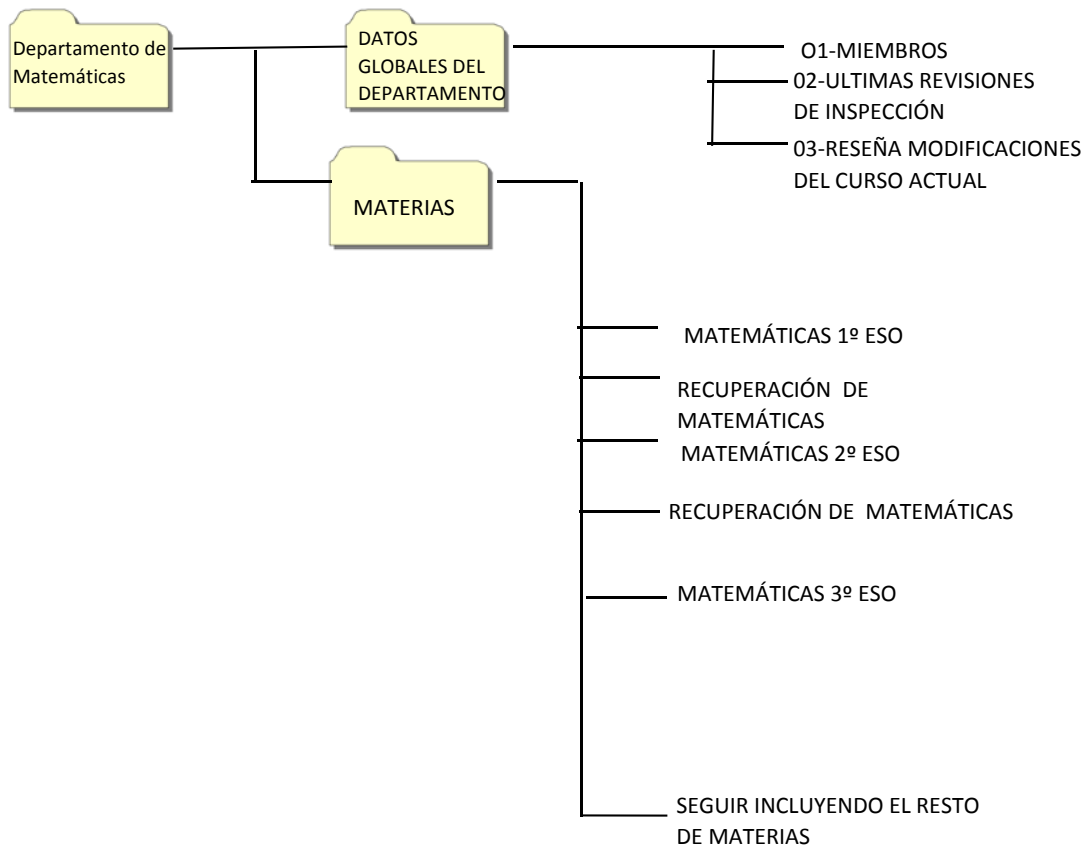 Departamento de
Matemáticas
DATOS
GLOBALES DEL
DEPARTAMENTO
O1-MIEMBROS
02-ULTIMAS REVISIONES
DE INSPECCIÓN
03-RESEÑA MODIFICACIONES
DEL CURSO ACTUAL
MATERIAS
MATEMÁTICAS 1º ESO
RECUPERACIÓN DE
MATEMÁTICAS
MATEMÁTICAS 2º ESO
RECUPERACIÓN DE MATEMÁTICAS
MATEMÁTICAS 3º ESO
SEGUIR INCLUYENDO EL RESTO
DE MATERIAS